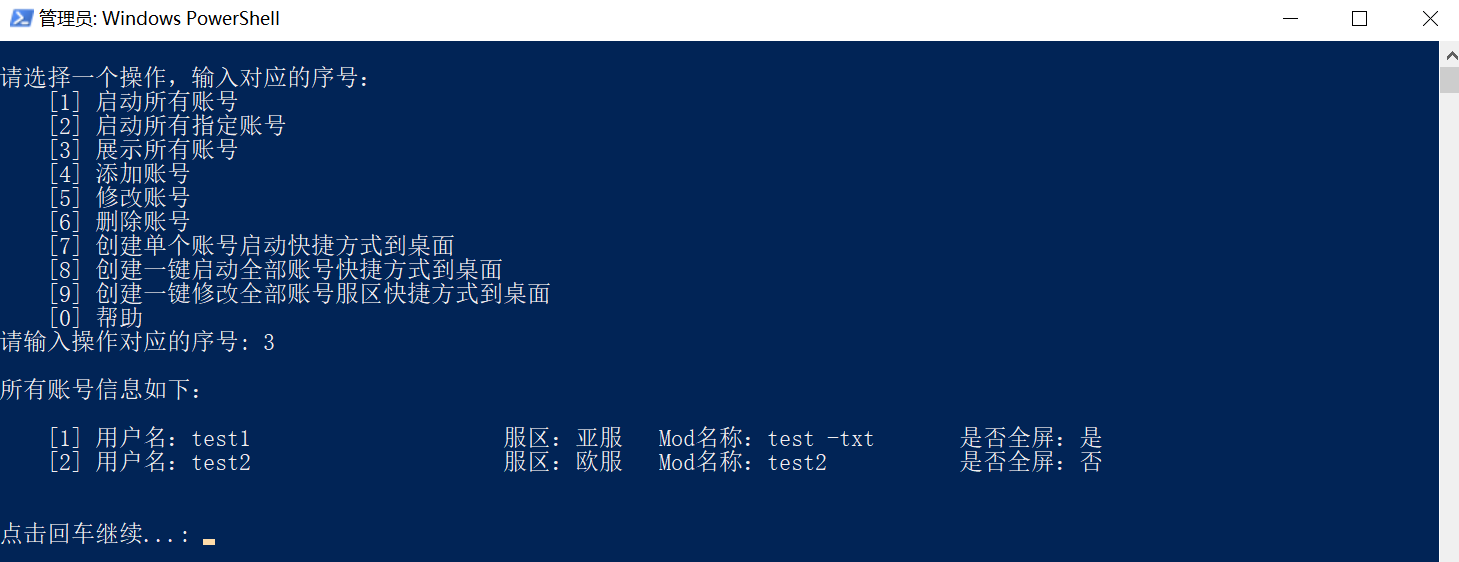 管理员: Windows PowerShell
请选择一个操作，输入对应的序号：
[1] 启动所有账号
[2] 启动所有指定账号
[3] 展示所有账号
[4] 添加账号
[5] 修改账号
[6] 删除账号
[7] 创建单个账号启动快捷方式到桌面
[8] 创建一键启动全部账号快捷方式到桌面
[9] 创建一键修改全部账号服区快捷方式到桌面
[0] 帮助
请输入操作对应的序号: 3
所有账号信息如下：
[1] 用户名：test1 服区：亚服 Mod名称：test -txt 是否全屏：是
[2] 用户名：test2 服区：欧服 Mod名称：test2 是否全屏：否
点击回车继续...: